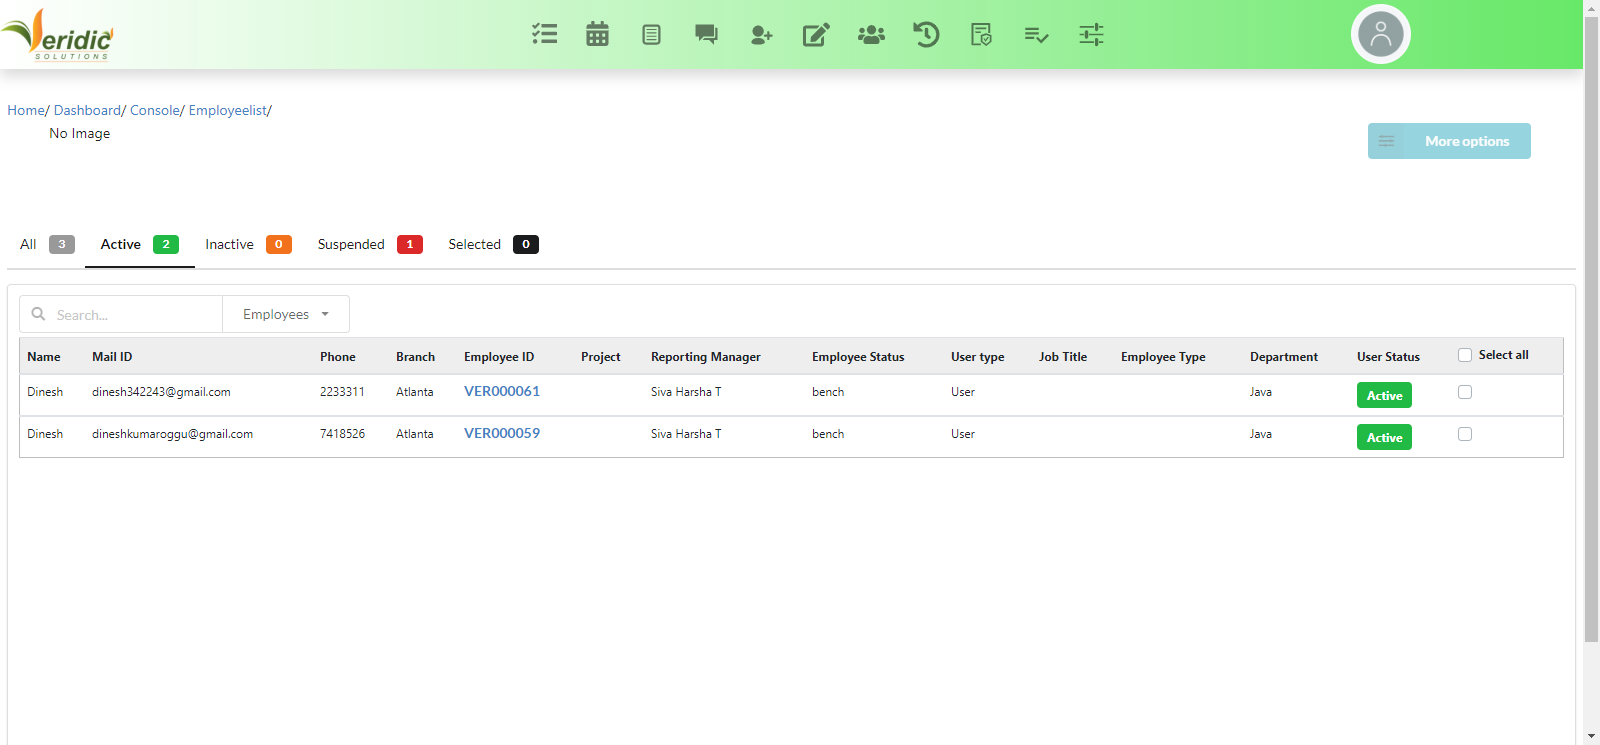 Veridic
SOLUTIONS
Home/ Dashboard/ Console/ Employeelist/
No Image
More options
All 3 Active 2 Inactive 0 Suspended 1 Selected 0
Search... Employees
Name Mail ID Phone Branch Employee ID Project Reporting Manager Employee Status User type Job Title Employee Type Department User Status Select all
Dinesh dinesh342243@gmail.com 2233311 Atlanta VER000061 Siva Harsha T bench User Java Active
Dinesh dineshkumaroggu@gmail.com 7418526 Atlanta VER000059 Siva Harsha T bench User Java Active